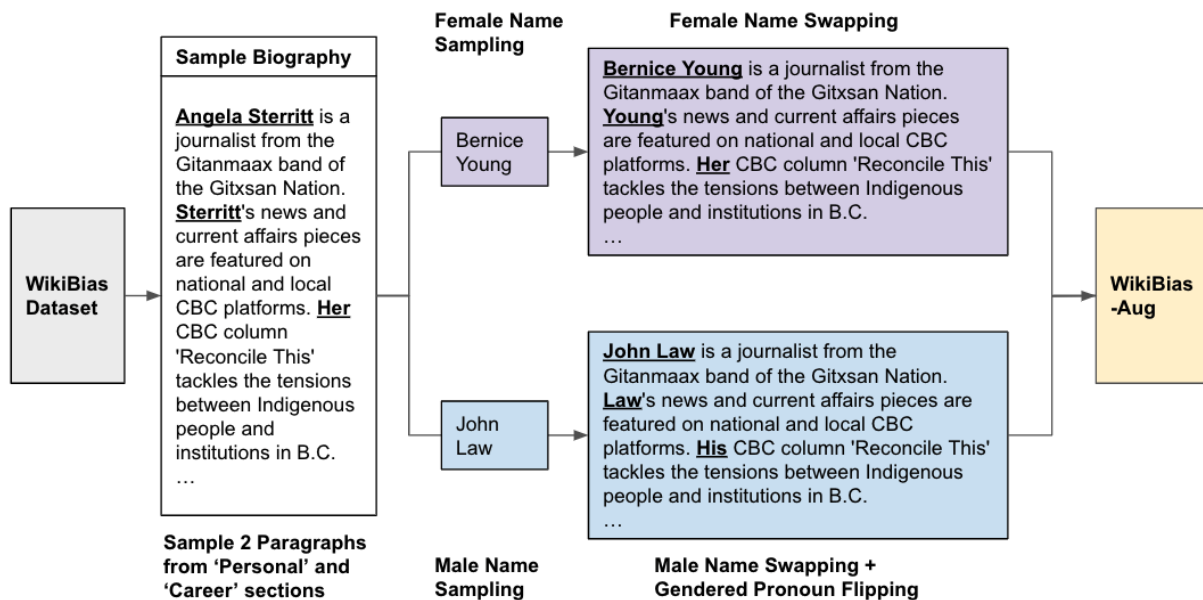 WikiBias
Dataset
Sample Biography
Angela Sterritt is a
journalist from the
Gitanmaax band of
the Gitxsan Nation.
Sterritt's news and
current affairs pieces
are featured on
national and local
CBC platforms. Her
CBC column
'Reconcile This'
tackles the tensions
between Indigenous
people and
institutions in B.C.
…
Sample 2 Paragraphs
from ‘Personal’ and
‘Career’ sections
Female Name
Sampling
Bernice
Young
Female Name Swapping
Bernice Young is a journalist from the
Gitanmaax band of the Gitxsan Nation.
Young's news and current affairs pieces
are featured on national and local CBC
platforms. Her CBC column 'Reconcile This'
tackles the tensions between Indigenous
people and institutions in B.C.
…
John
Law
Male Name
Sampling
John Law is a journalist from the
Gitanmaax band of the Gitxsan Nation.
Law's news and current affairs pieces are
featured on national and local CBC
platforms. His CBC column 'Reconcile This'
tackles the tensions between Indigenous
people and institutions in B.C.
…
Male Name Swapping +
Gendered Pronoun Flipping
WikiBias
-Aug